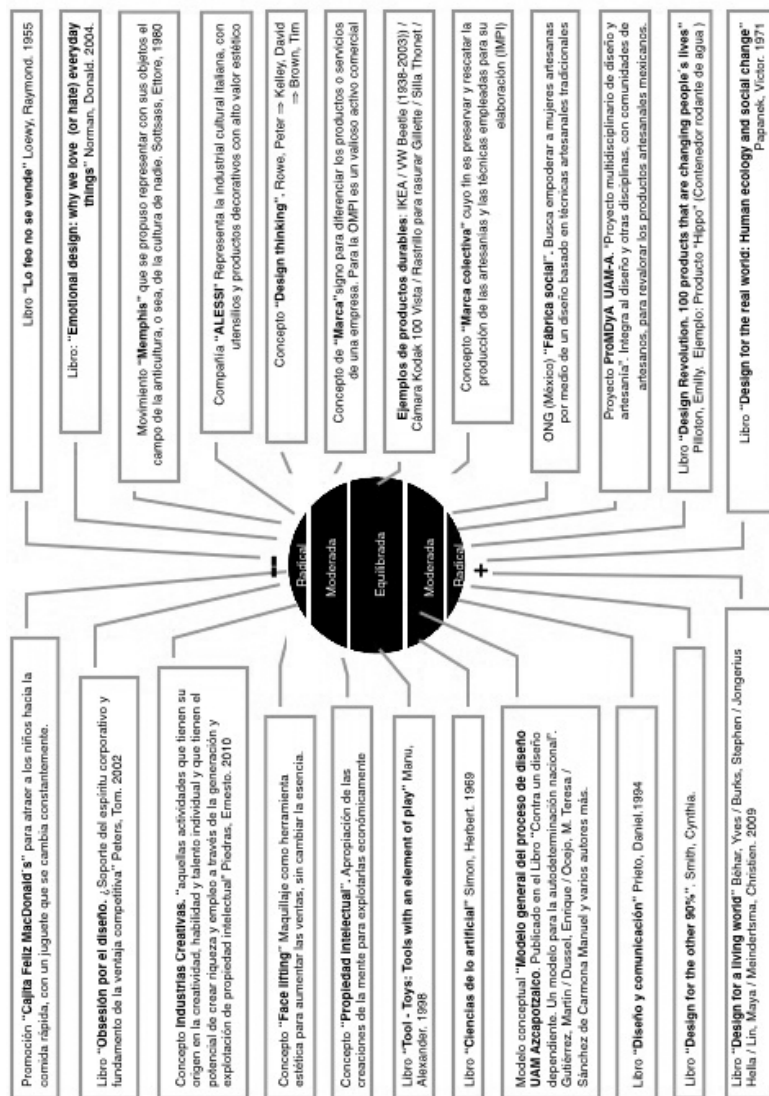 Promoción "Cajita Feliz MacDonald´s" para atraer a los niños hacia la
comida rápida, con un juguete que se cambia constantemente.
Libro "Obsesión por el diseño. ¿Soporte del espíritu corporativo y
fundamento de la ventaja competitiva" Peters, Tom. 2002
Concepto Industrias Creativas. "aquellas actividades que tienen su
origen en la creatividad, habilidad y talento individual y que tienen el
potencial de crear riqueza y empleo a través de la generación y
explotación de propiedad intelectual" Piedras, Ernesto. 2010
Concepto "Face lifting" Maquillaje como herramienta
estética para aumentar las ventas, sin cambiar la esencia.
Concepto "Propiedad Intelectual". Apropiación de las
creaciones de la mente para explotarlas económicamente
Libro "Tool - Toys: Tools with an element of play" Manu,
Alexander. 1998
Libro "Ciencias de lo artificial" Simon, Herbert. 1969
Modelo conceptual "Modelo general del proceso de diseño
UAM Azcapotzalco. Publicado en el Libro "Contra un diseño
dependiente. Un modelo para la autodeterminación nacional".
Gutiérrez, Martín / Dussel, Enrique / Ocejo, M. Teresa /
Sánchez de Carmona Manuel y varios autores más.
Libro "Diseño y comunicación" Prieto, Daniel.1994
Libro "Design for the other 90%". Smith, Cynthia.
Libro "Design for a living world" Béhar, Yves / Burks, Stephen / Jongerius
Hella / Lin, Maya / Meindertsma, Christien. 2009
--
Radical
Moderada
Equilibrada
Moderada
Radical
+
Libro "Lo feo no se vende" Loewy, Raymond. 1955
Libro: "Emotional design: why we love (or hate) everyday
things" Norman, Donald. 2004.
Movimiento "Memphis" que se propuso representar con sus objetos el
campo de la anticultura, o sea, de la cultura de nadie. Sottsass, Ettore, 1980
Compañía "ALESSI" Representa la industrial cultural italiana, con
utensilios y productos decorativos con alto valor estético
Concepto "Design thinking". Rowe, Peter ⇒ Kelley, David
⇒ Brown, Tim
Concepto de "Marca"signo para diferenciar los productos o servicios
de una empresa. Para la OMPI es un valioso activo comercial
Ejemplos de productos durables: IKEA / VW Beetle (1938-2003)) /
Cámara Kodak 100 Vista / Rastrillo para rasurar Gillette / Silla Thonet /
Concepto "Marca colectiva" cuyo fin es preservar y rescatar la
producción de las artesanías y las técnicas empleadas para su
elaboración (IMPI)
ONG (México) "Fábrica social". Busca empoderar a mujeres artesanas
por medio de un diseño basado en técnicas artesanales tradicionales
Proyecto ProMDyA UAM-A. "Proyecto multidisciplinario de diseño y
artesanía". Integra al diseño y otras disciplinas, con comunidades de
artesanos, para revalorar los productos artesanales mexicanos.
Libro "Design Revolution. 100 products that are changing people´s lives"
Pilloton, Emilly. Ejemplo: Producto "Hippo" (Contenedor rodante de agua )
Libro "Design for the real world: Human ecology and social change"
Papanek, Victor. 1971